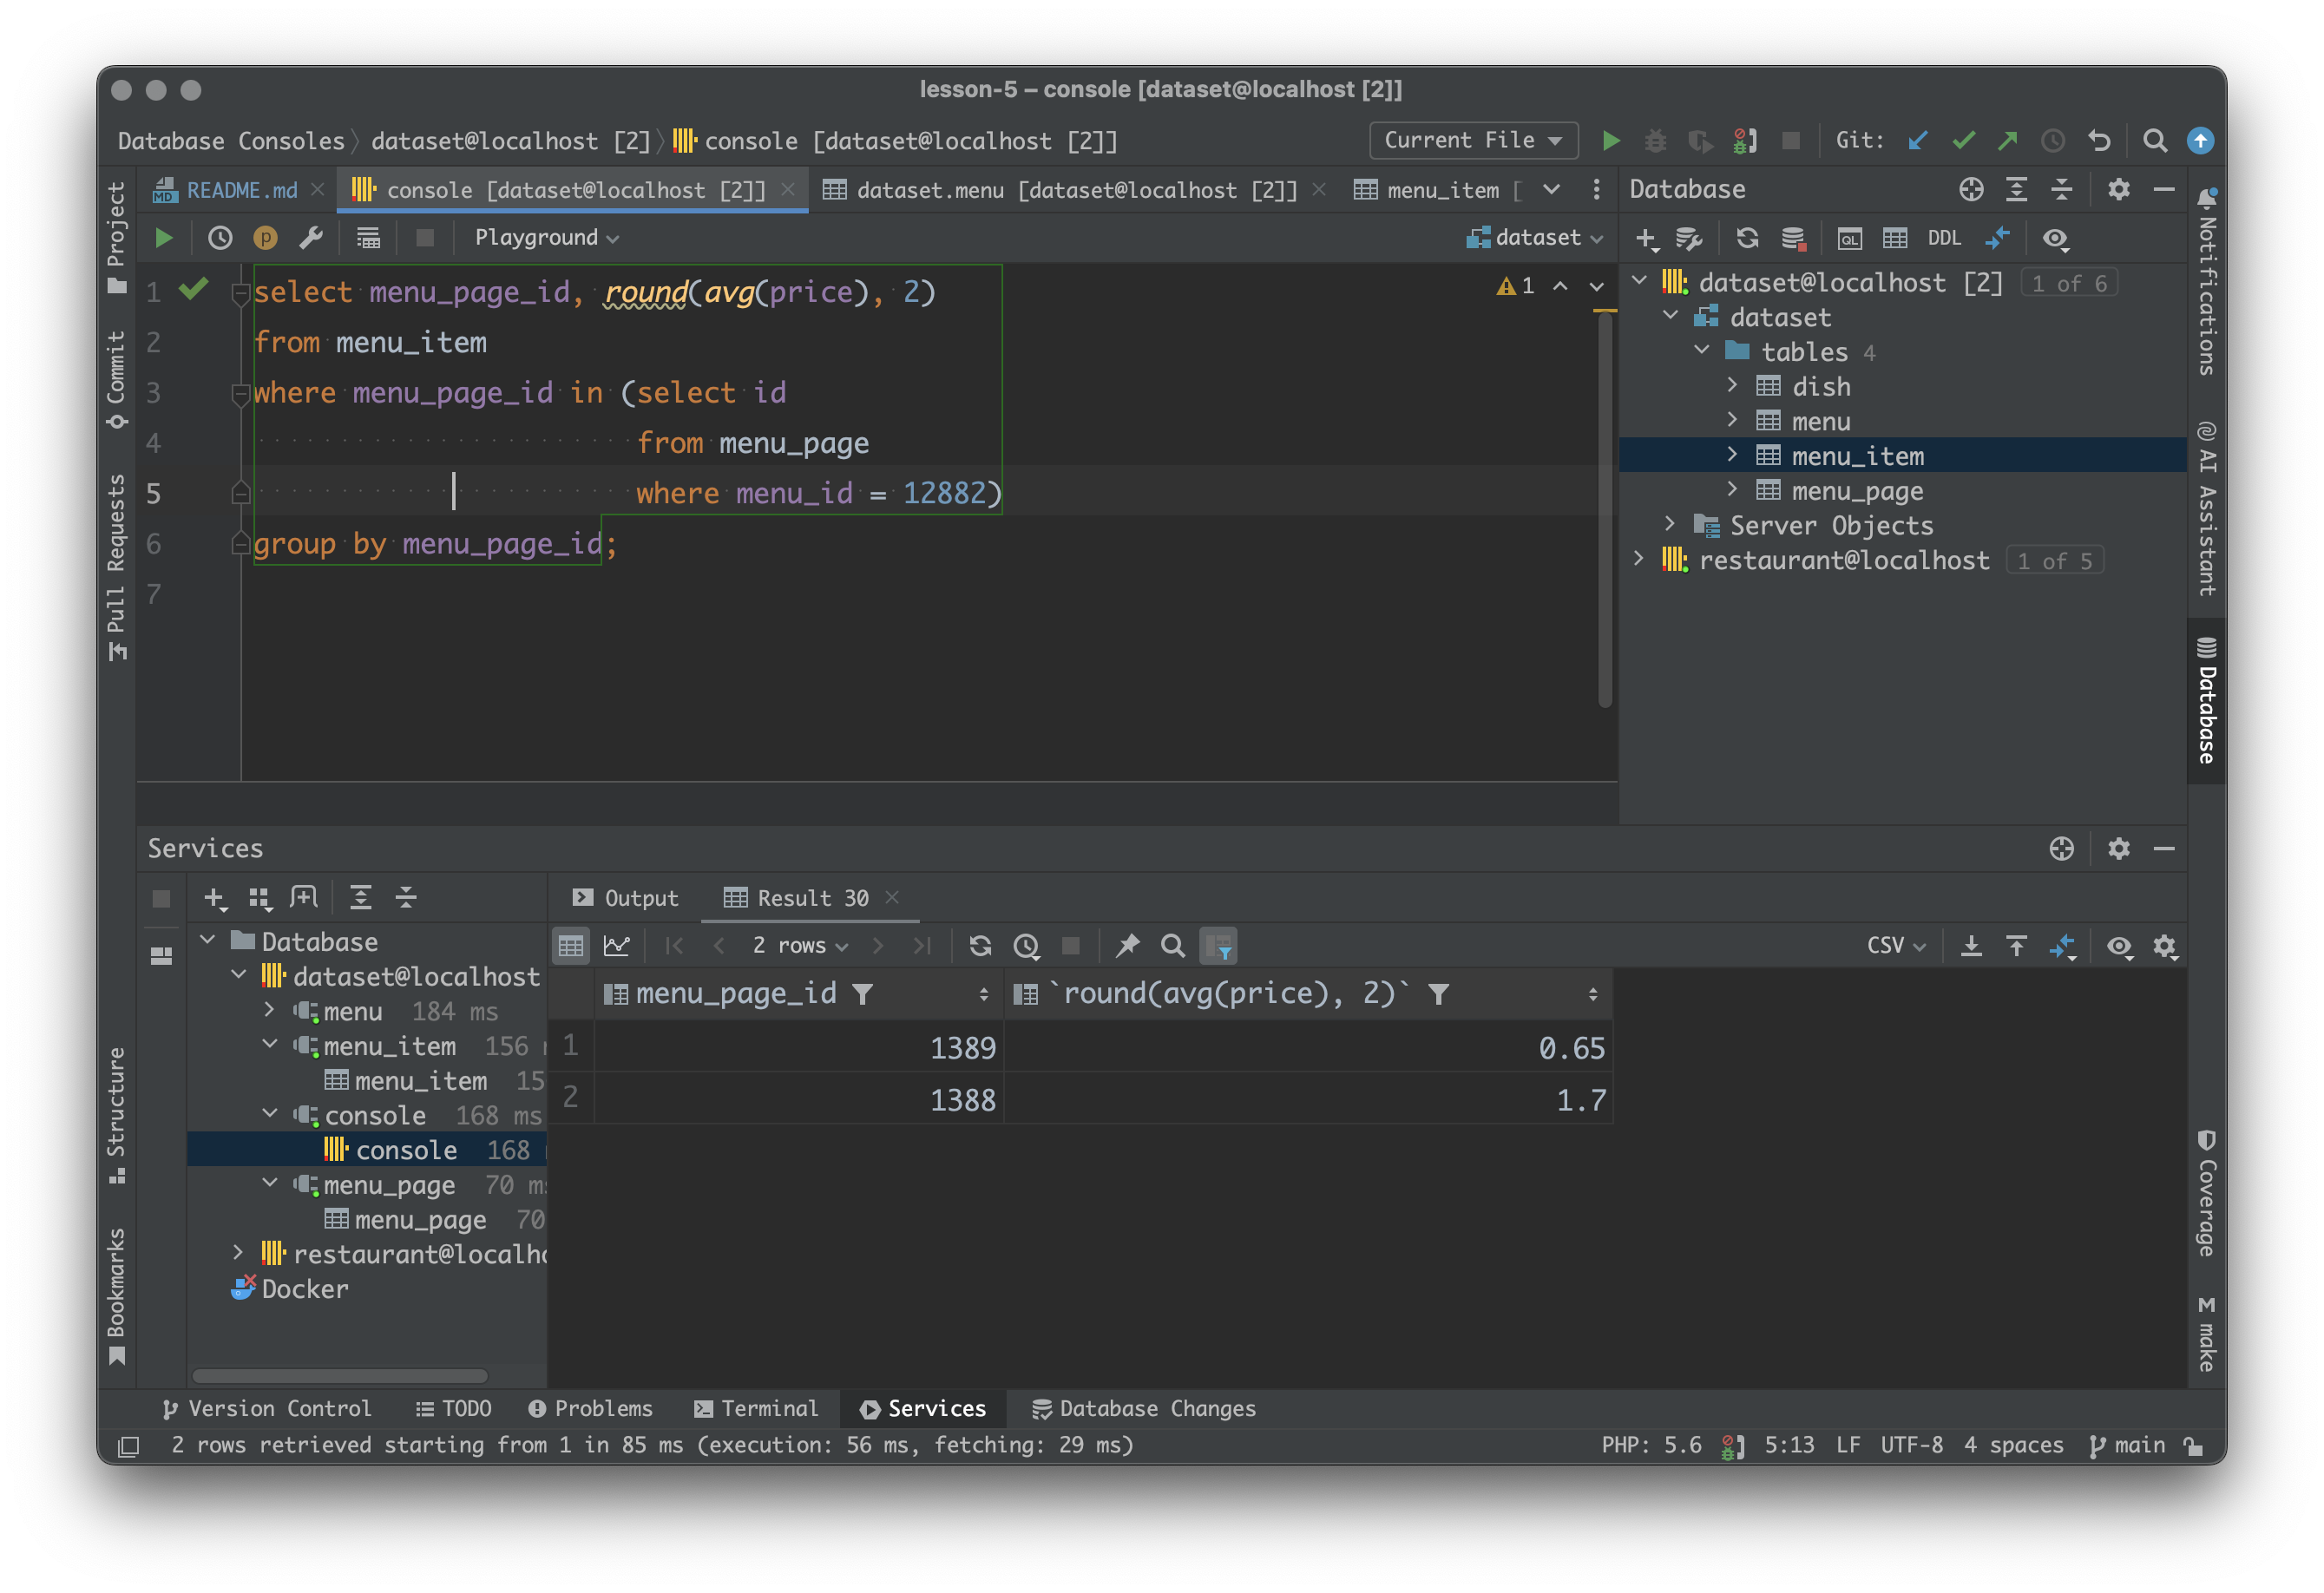 lesson-5 – console [dataset@localhost [2]]
Database Consoles dataset@localhost [2] console [dataset@localhost [2]]
Current File
Git:
README.md
console [dataset@localhost [2]]
dataset.menu [dataset@localhost [2]]
menu_item [
Playground
dataset
1 select menu_page_id, round(avg(price), 2)
2 from menu_item
3 where menu_page_id in (select id
4 from menu_page
5 where menu_id = 12882)
6 group by menu_page_id;
7
1
Database
DDL
dataset@localhost [2] 1 of 6
dataset
tables 4
dish
menu
menu_item
menu_page
Server Objects
restaurant@localhost 1 of 5
Project
Commit
Pull Requests
Structure
Bookmarks
Notifications
AI Assistant
Database
Coverage
make
Services
Database
dataset@localhost
menu 184 ms
menu_item 156
menu_item 15
console 168 ms
console 168
menu_page 70 ms
menu_page 70
restaurant@localho
Docker
Output
Result 30
2 rows
CSV
menu_page_id `round(avg(price), 2)`
1 1389 0.65
2 1388 1.7
Version Control
TODO
Problems
Terminal
Services
Database Changes
2 rows retrieved starting from 1 in 85 ms (execution: 56 ms, fetching: 29 ms)
PHP: 5.6 5:13 LF UTF-8 4 spaces main